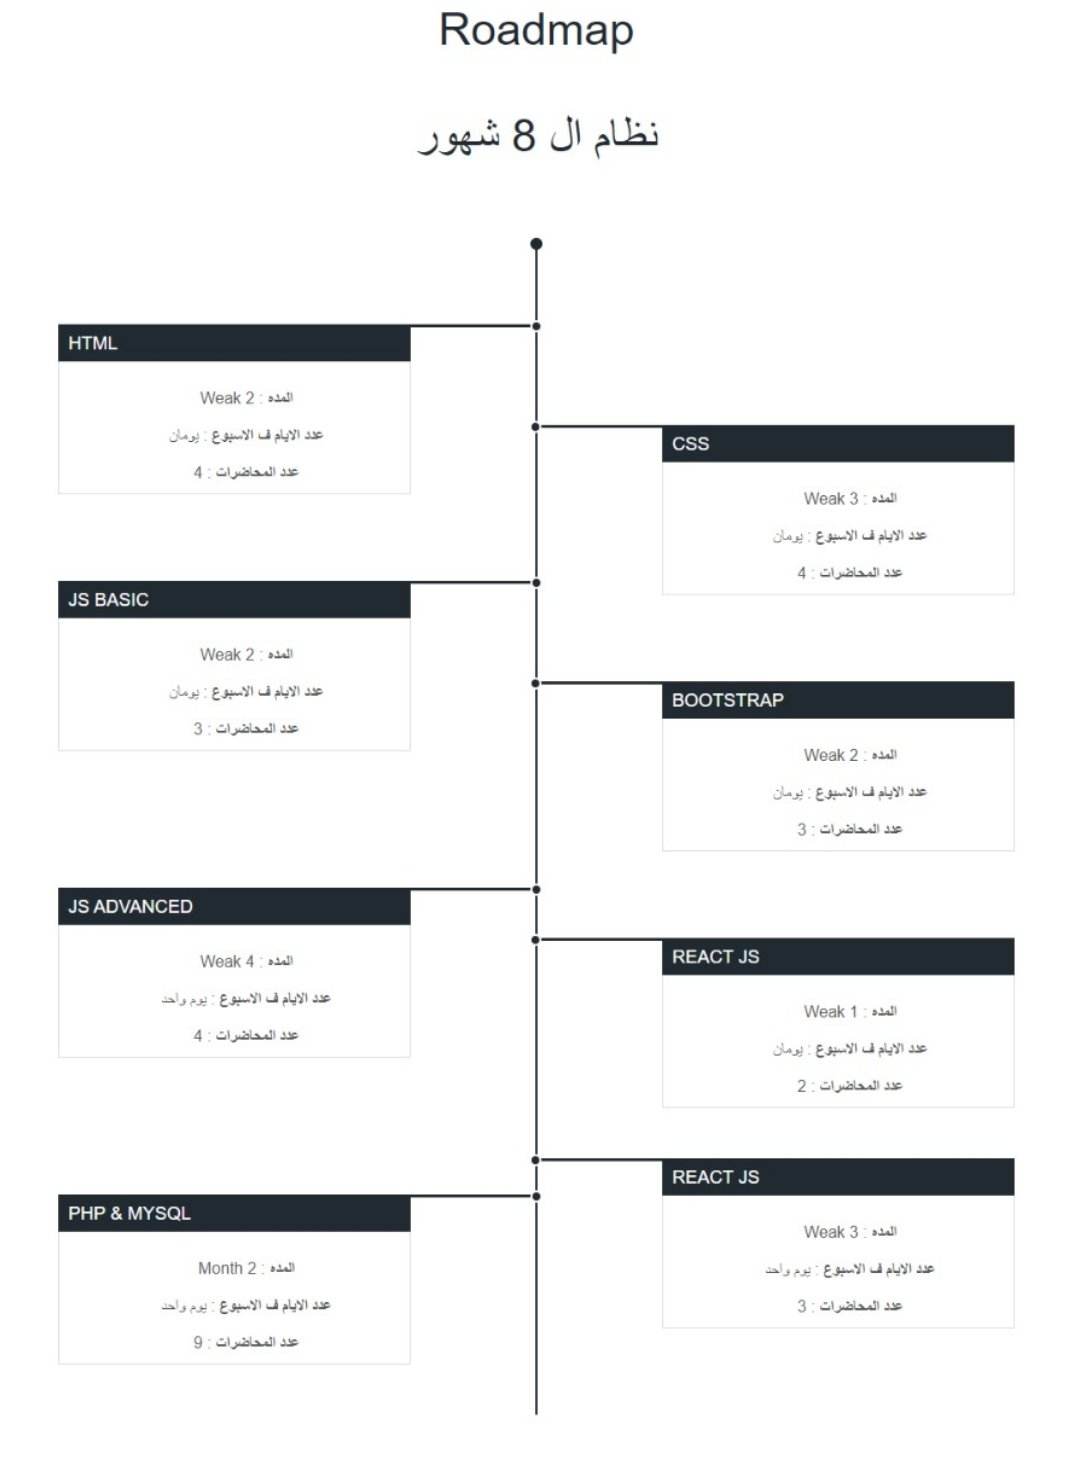 Roadmap
نظام ال 8 شهور
HTML
المده : Weak 2
عدد الايام ف الاسبوع : يومان
عدد المحاضرات : 4
CSS
المده : Weak 3
عدد الايام ف الاسبوع : يومان
عدد المحاضرات : 4
JS BASIC
المده : Weak 2
عدد الايام ف الاسبوع : يومان
عدد المحاضرات : 3
BOOTSTRAP
المده : Weak 2
عدد الايام ف الاسبوع : يومان
عدد المحاضرات : 3
JS ADVANCED
المده : Weak 4
عدد الايام ف الاسبوع : يوم واحد
عدد المحاضرات : 4
REACT JS
المده : Weak 1
عدد الايام ف الاسبوع : يومان
عدد المحاضرات : 2
REACT JS
المده : Weak 3
عدد الايام ف الاسبوع : يوم واحد
عدد المحاضرات : 3
PHP & MYSQL
المده : Month 2
عدد الايام ف الاسبوع : يوم واحد
عدد المحاضرات : 9